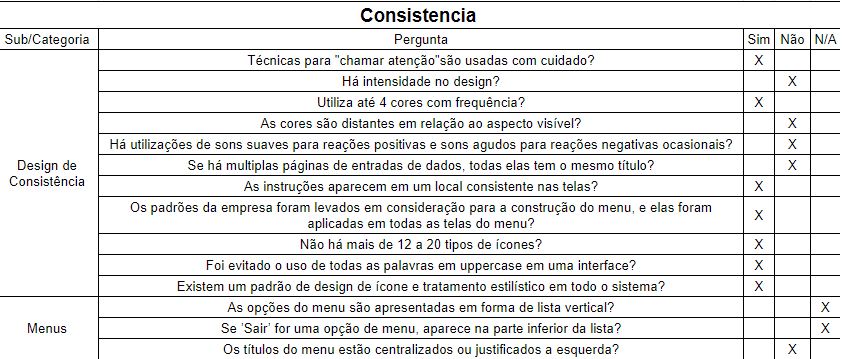 Consistencia
Sub/Categoria Pergunta Sim Não N/A
Design de Consistência
Técnicas para "chamar atenção"são usadas com cuidado? X
Há intensidade no design? X
Utiliza até 4 cores com frequência? X
As cores são distantes em relação ao aspecto visível? X
Há utilizações de sons suaves para reações positivas e sons agudos para reações negativas ocasionais? X
Se há multiplas páginas de entradas de dados, todas elas tem o mesmo título? X
As instruções aparecem em um local consistente nas telas? X
Os padrões da empresa foram levados em consideração para a construção do menu, e elas foram
aplicadas em todas as telas do menu? X
Não há mais de 12 a 20 tipos de ícones? X
Foi evitado o uso de todas as palavras em uppercase em uma interface? X
Existem um padrão de design de ícone e tratamento estilístico em todo o sistema? X
Menus
As opções do menu são apresentadas em forma de lista vertical? X
Se 'Sair' for uma opção de menu, aparece na parte inferior da lista? X
Os títulos do menu estão centralizados ou justificados a esquerda? X